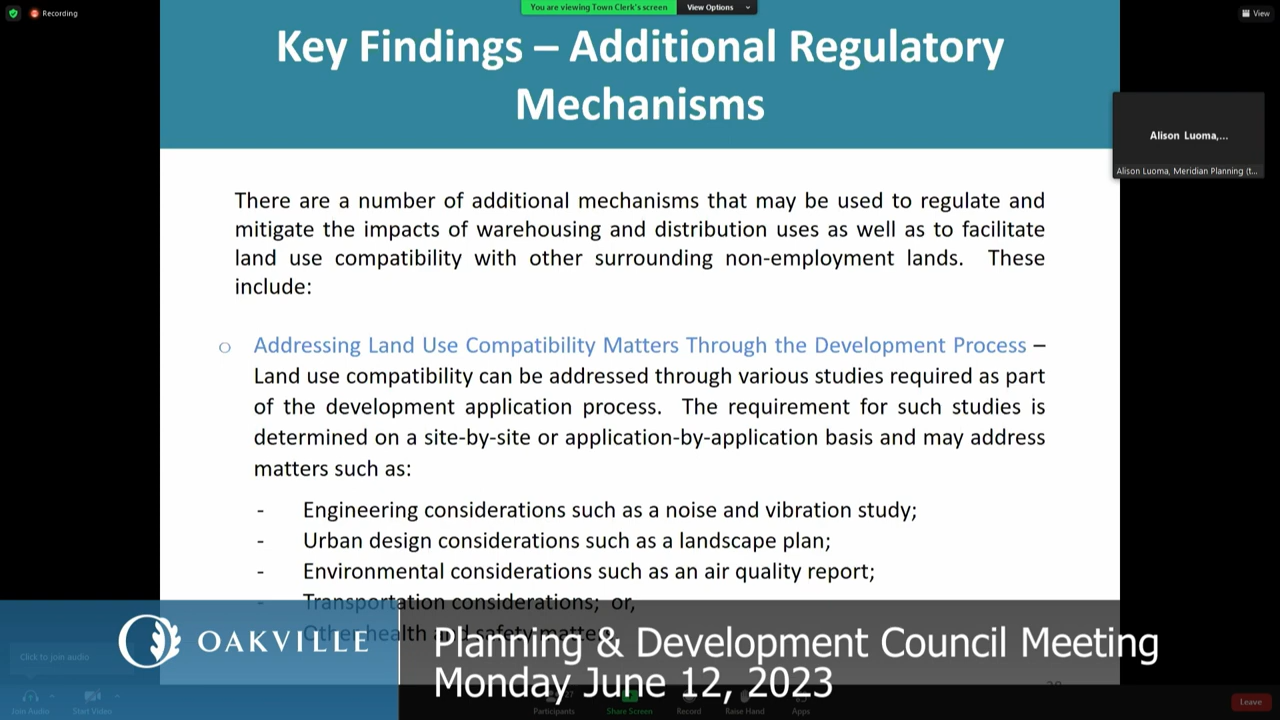 Recording
You are viewing Town Clerk's screen
View Options
View
Key Findings – Additional Regulatory
Mechanisms
Alison Luoma,...
Alison Luoma, Meridian Planning (t...
There are a number of additional mechanisms that may be used to regulate and
mitigate the impacts of warehousing and distribution uses as well as to facilitate
land use compatibility with other surrounding non-employment lands. These
include:
o Addressing Land Use Compatibility Matters Through the Development Process –
Land use compatibility can be addressed through various studies required as part
of the development application process. The requirement for such studies is
determined on a site-by-site or application-by-application basis and may address
matters such as:
- Engineering considerations such as a noise and vibration study;
- Urban design considerations such as a landscape plan;
- Environmental considerations such as an air quality report;
- Transportation considerations; or,
Other health and safety matte
OAKVILLE
Planning & Development Council Meeting
Monday June 12, 2023
Click to join audio
Join Audio
Start Video
Participants
Share Screen
Record
Raise Hand
Apps
Leave